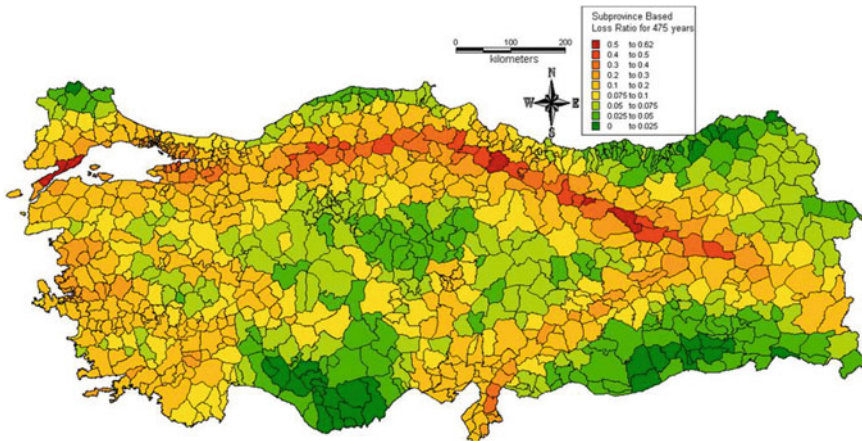 Subprovince Based
Loss Ratio for 475 years
0.5 to 0.62
0.4 to 0.5
0.3 to 0.4
0.2 to 0.3
0.1 to 0.2
0.075 to 0.1
0.05 to 0.075
0.025 to 0.05
0 to 0.025
0 100 200
kilometers
N
W E
S